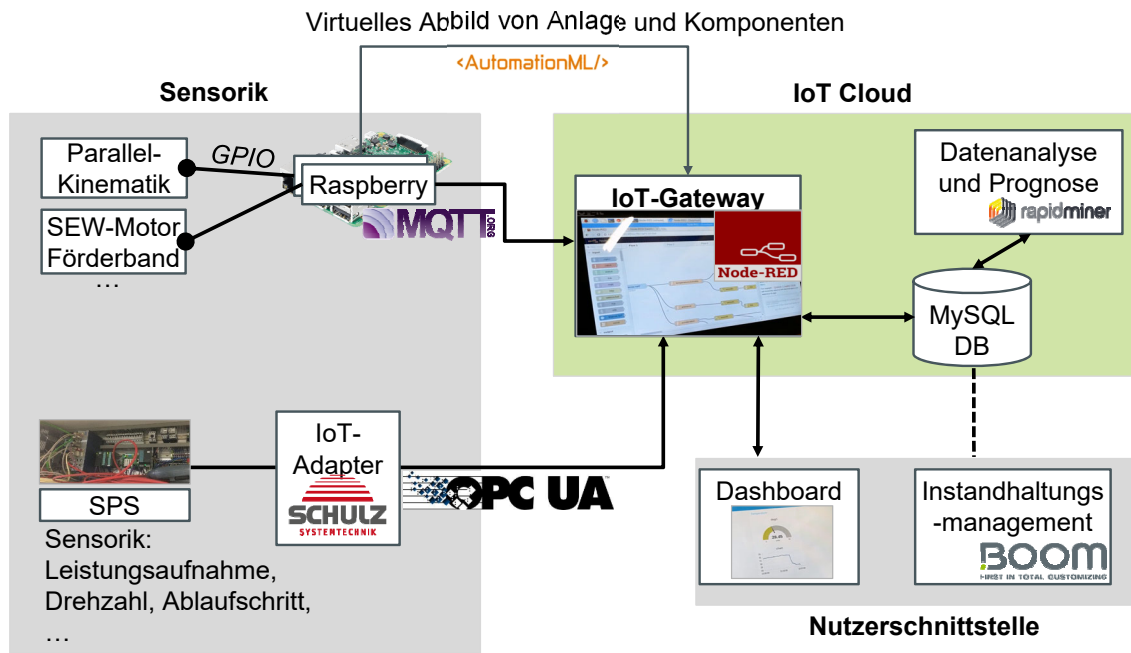 Virtuelles Abbild von Anlage und Komponenten
<AutomationML/>
Sensorik
IoT Cloud
Parallel-
Kinematik
GPIO
Raspberry
MQTT
.ORG
SEW-Motor
Förderband
…
IoT-Gateway
Node-RED
Datenanalyse
und Prognose
rapidminer
MySQL
DB
SPS
IoT-
Adapter
SCHULZ
SYSTEMTECHNIK
OPC UA
Sensorik:
Leistungsaufnahme,
Drehzahl, Ablaufschritt,
…
Dashboard
Instandhaltungs
-management
BOOM
FIRST IN TOTAL CUSTOMIZING
Nutzerschnittstelle